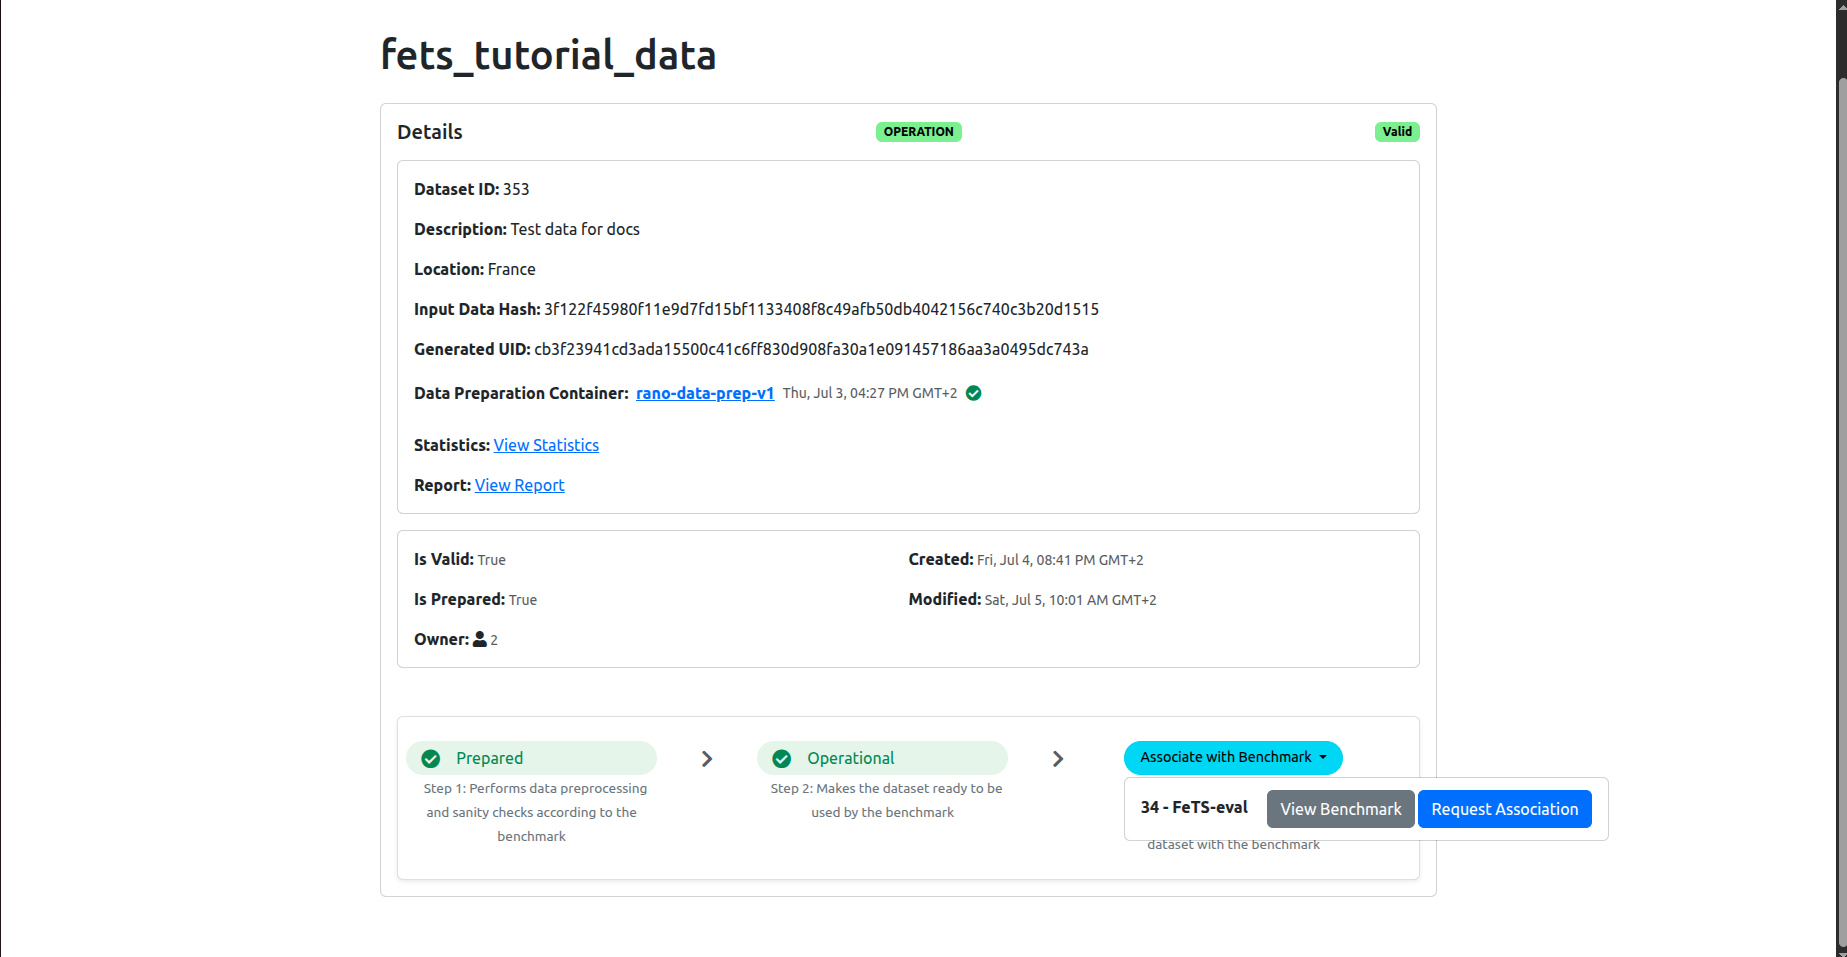 fets_tutorial_data
Details
OPERATION
Valid
Dataset ID: 353
Description: Test data for docs
Location: France
Input Data Hash: 3f122f45980f11e9d7fd15bf1133408f8c49afb50db4042156c740c3b20d1515
Generated UID: cb3f23941cd3ada15500c41c6ff830d908fa30a1e091457186aa3a0495dc743a
Data Preparation Container: rano-data-prep-v1 Thu, Jul 3, 04:27 PM GMT+2
Statistics: View Statistics
Report: View Report
Is Valid: True
Created: Fri, Jul 4, 08:41 PM GMT+2
Is Prepared: True
Modified: Sat, Jul 5, 10:01 AM GMT+2
Owner: 2
Prepared
Step 1: Performs data preprocessing
and sanity checks according to the
benchmark
Operational
Step 2: Makes the dataset ready to be
used by the benchmark
Associate with Benchmark
34 - FeTS-eval
View Benchmark
Request Association
dataset with the benchmark